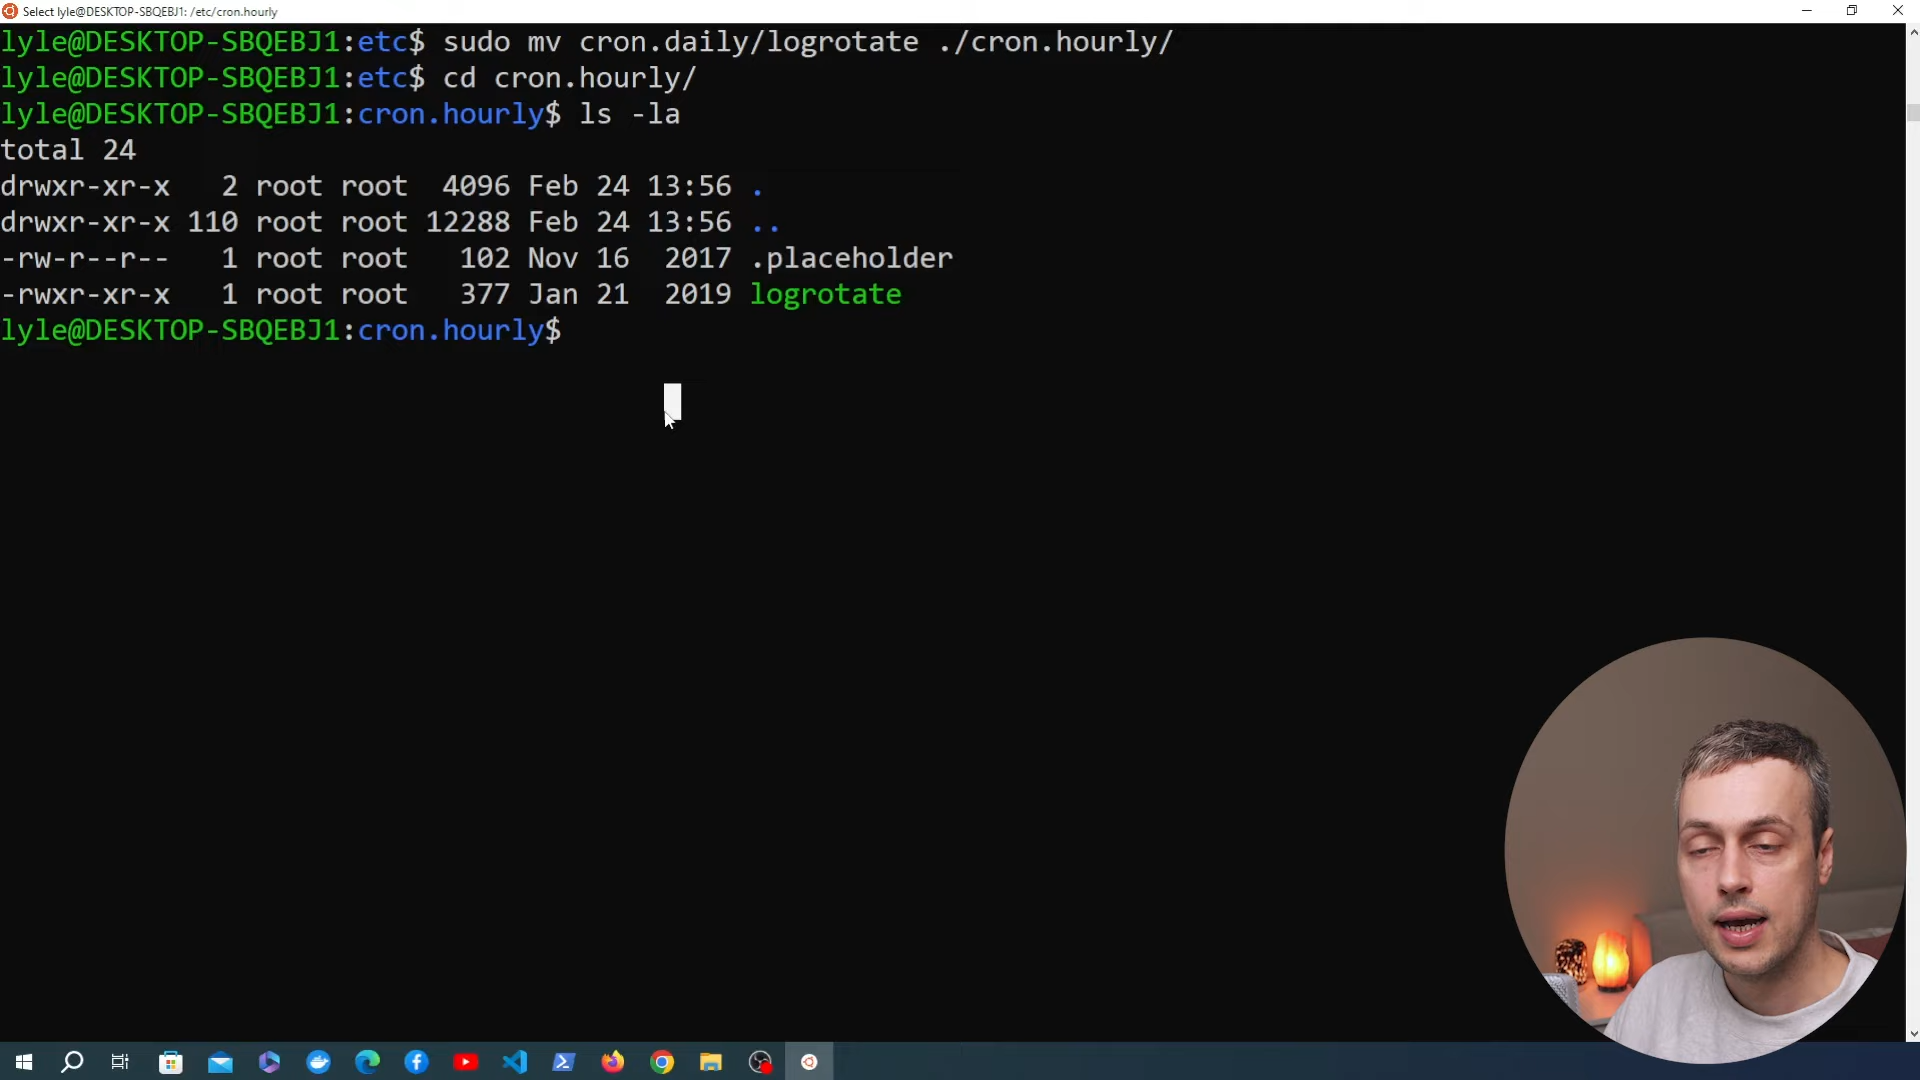 Select lyle@DESKTOP-SBQEBJ1: /etc/cron.hourly
lyle@DESKTOP-SBQEBJ1:etc$ sudo mv cron.daily/logrotate ./cron.hourly/
lyle@DESKTOP-SBQEBJ1:etc$ cd cron.hourly/
lyle@DESKTOP-SBQEBJ1:cron.hourly$ ls -la
total 24
drwxr-xr-x   2 root root  4096 Feb 24 13:56 .
drwxr-xr-x 110 root root 12288 Feb 24 13:56 ..
-rw-r--r--   1 root root   102 Nov 16  2017 .placeholder
-rwxr-xr-x   1 root root   377 Jan 21  2019 logrotate
lyle@DESKTOP-SBQEBJ1:cron.hourly$